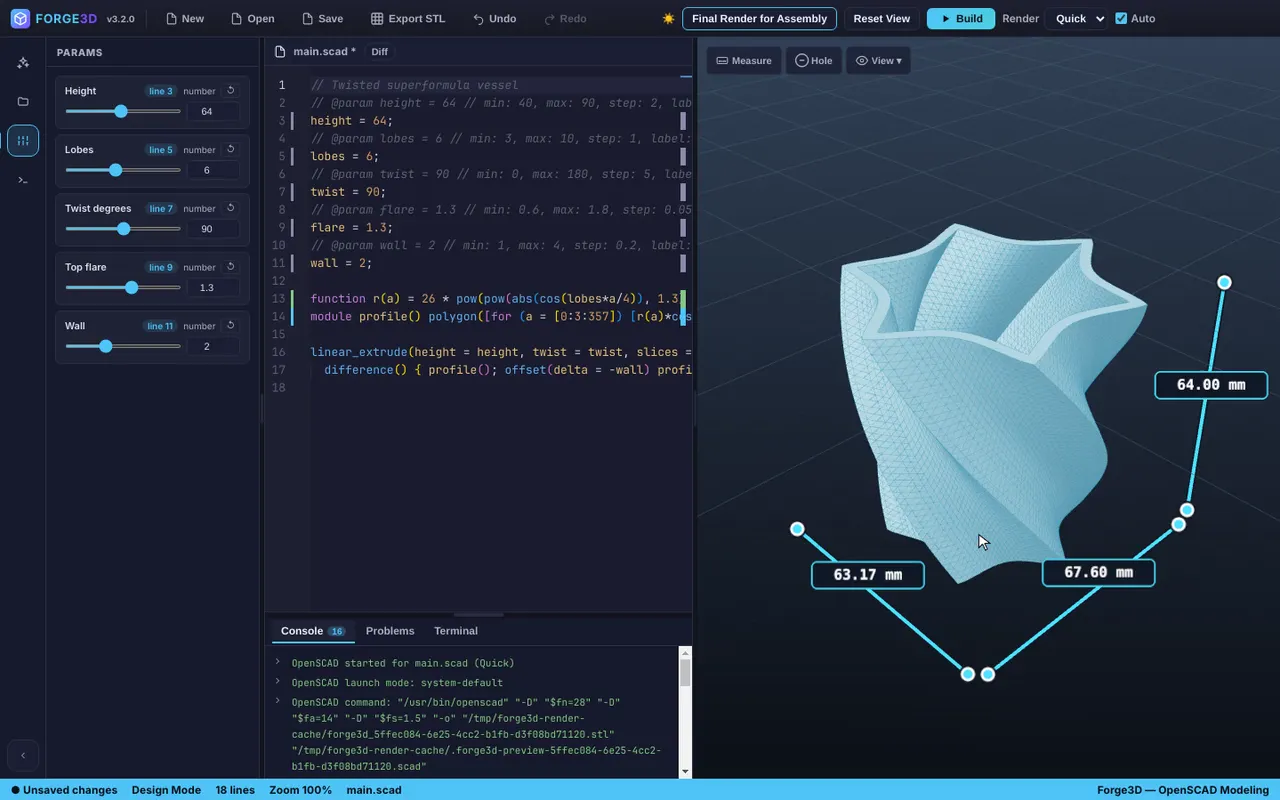 FORGE3D v3.2.0 New Open Save Export STL Undo Redo Final Render for Assembly Reset View Build Render Quick Auto
PARAMS
Height line 3 number
64
Lobes line 5 number
6
Twist degrees line 7 number
90
Top flare line 9 number
1.3
Wall line 11 number
2
main.scad * Diff
1 // Twisted superformula vessel
2 // @param height = 64 // min: 40, max: 90, step: 2, lab
3 height = 64;
4 // @param lobes = 6 // min: 3, max: 10, step: 1, label:
5 lobes = 6;
6 // @param twist = 90 // min: 0, max: 180, step: 5, labe
7 twist = 90;
8 // @param flare = 1.3 // min: 0.6, max: 1.8, step: 0.05
9 flare = 1.3;
10 // @param wall = 2 // min: 1, max: 4, step: 0.2, label:
11 wall = 2;
12
13 function r(a) = 26 * pow(pow(abs(cos(lobes*a/4)), 1.3
14 module profile() polygon([for (a = [0:3:357]) [r(a)*cos
15
16 linear_extrude(height = height, twist = twist, slices =
17 difference() { profile(); offset(delta = -wall) profi
18
Console 16 Problems Terminal
OpenSCAD started for main.scad (Quick)
OpenSCAD launch mode: system-default
OpenSCAD command: "/usr/bin/openscad" "-D" "$fn=28" "-D"
"$fa=14" "-D" "$fs=1.5" "-o" "/tmp/forge3d-render-
cache/forge3d_5ffec084-6e25-4cc2-b1fb-d3f08bd71120.stl"
"/tmp/forge3d-render-cache/.forge3d-preview-5ffec084-6e25-4cc2-
b1fb-d3f08bd71120.scad"
Measure Hole View ▾
64.00 mm
63.17 mm
67.60 mm
● Unsaved changes Design Mode 18 lines Zoom 100% main.scad Forge3D — OpenSCAD Modeling